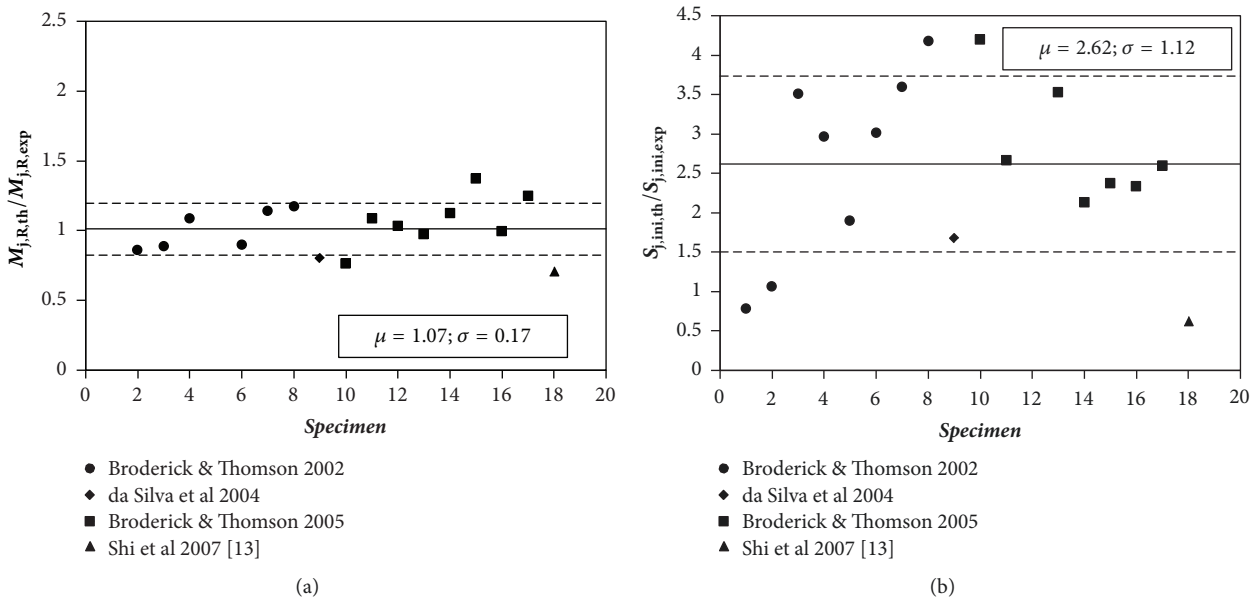 2.5
2
1.5
1
0.5
0
M j,R,th / M j,R,exp
μ = 1.07; σ = 0.17
0 2 4 6 8 10 12 14 16 18 20
Specimen
Broderick & Thomson 2002
da Silva et al 2004
Broderick & Thomson 2005
Shi et al 2007 [13]
(a)
4.5
4
3.5
3
2.5
2
1.5
1
0.5
0
S j,ini,th / S j,ini,exp
μ = 2.62; σ = 1.12
0 2 4 6 8 10 12 14 16 18 20
Specimen
Broderick & Thomson 2002
da Silva et al 2004
Broderick & Thomson 2005
Shi et al 2007 [13]
(b)